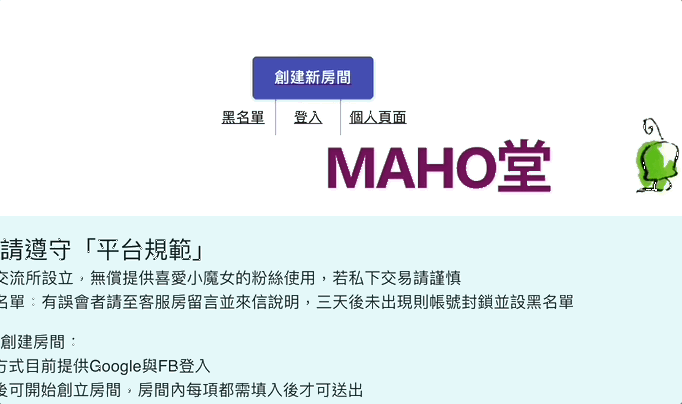 創建新房間
黑名單 登入 個人頁面
MAHO堂
請遵守「平台規範」
交流所設立，無償提供喜愛小魔女的粉絲使用，若私下交易請謹慎
名單：有誤會者請至客服房留言並來信說明，三天後未出現則帳號封鎖並設黑名單
創建房間：
方式目前提供Google與FB登入
後可開始創立房間，房間內每項都需填入後才可送出